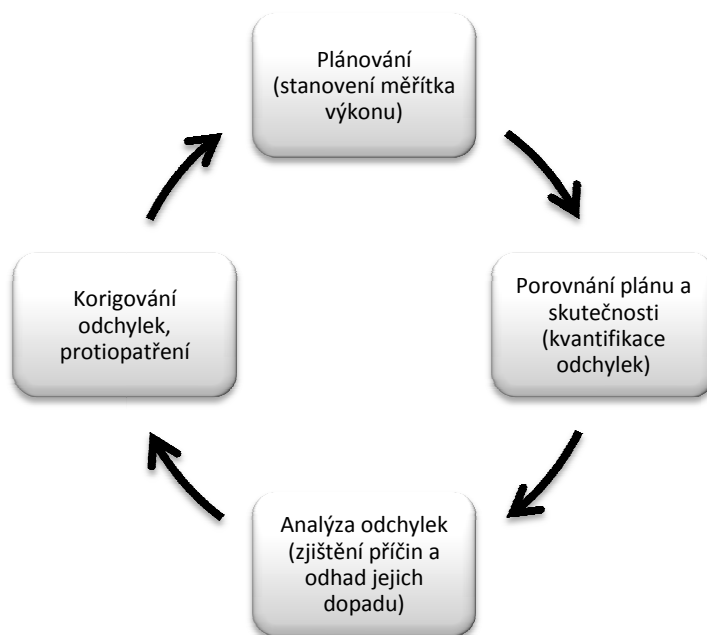 Plánování
(stanovení měřítka
výkonu)
Porovnání plánu a
skutečnosti
(kvantifikace
odchylek)
Analýza odchylek
(zjištění příčin a
odhad jejich
dopadu)
Korigování
odchylek,
protiopatření